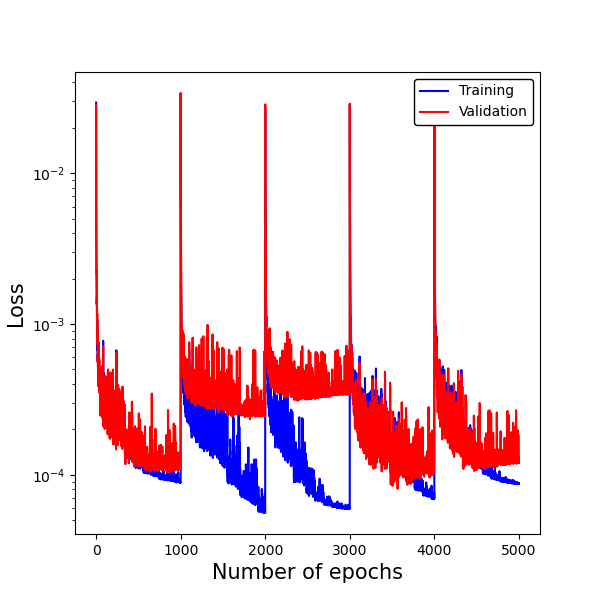 Training
Validation
10⁻²
10⁻³
10⁻⁴
Loss
0 1000 2000 3000 4000 5000
Number of epochs